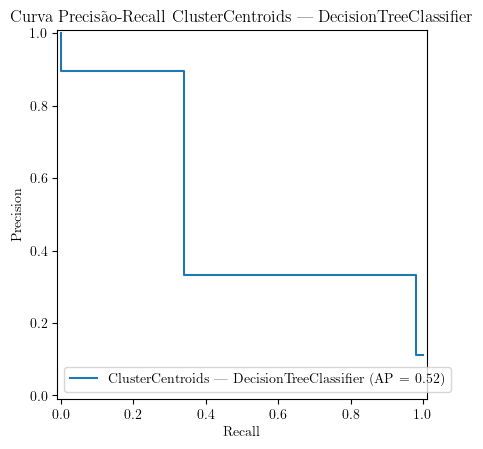 Curva Precisão-Recall ClusterCentroids — DecisionTreeClassifier
1.0
0.8
0.6
0.4
0.2
0.0
Precision
ClusterCentroids — DecisionTreeClassifier (AP = 0.52)
0.0 0.2 0.4 0.6 0.8 1.0
Recall